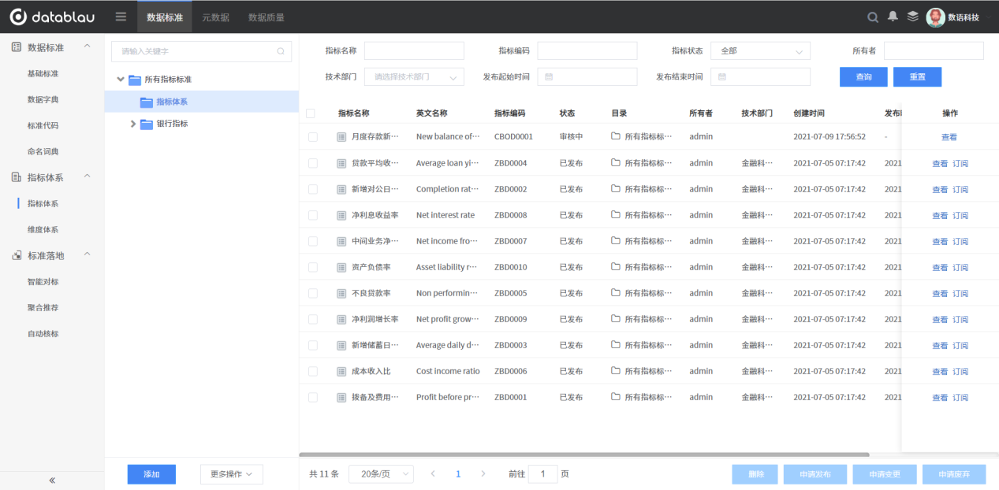 datablau 数据标准 元数据 数据质量 数语科技
数据标准
基础标准
数据字典
标准代码
命名词典
指标体系
指标体系
维度体系
标准落地
智能对标
聚合推荐
自动核标
请输入关键字
所有指标标准
指标体系
银行指标
添加 更多操作
指标名称 指标编码 指标状态 全部 所有者
技术部门 请选择技术部门 发布起始时间 发布结束时间 查询 重置
指标名称 英文名称 指标编码 状态 目录 所有者 技术部门 创建时间 发布 操作
月度存款新··· New balance of··· CBOD0001 审核中 所有指标标··· admin 2021-07-09 17:56:52 - 查看
贷款平均收··· Average loan yi··· ZBD0004 已发布 所有指标标··· admin 金融科··· 2021-07-05 07:17:42 2021 查看 订阅
新增对公日··· Completion rat··· ZBD0002 已发布 所有指标标··· admin 金融科··· 2021-07-05 07:17:42 2021 查看 订阅
净利息收益率 Net interest rate ZBD0008 已发布 所有指标标··· admin 金融科··· 2021-07-05 07:17:42 2021 查看 订阅
中间业务净··· Net income fro··· ZBD0007 已发布 所有指标标··· admin 金融科··· 2021-07-05 07:17:42 2021 查看 订阅
资产负债率 Asset liability r··· ZBD0010 已发布 所有指标标··· admin 金融科··· 2021-07-05 07:17:42 2021 查看 订阅
不良贷款率 Non performin··· ZBD0005 已发布 所有指标标··· admin 金融科··· 2021-07-05 07:17:42 2021 查看 订阅
净利润增长率 Net profit grow··· ZBD0009 已发布 所有指标标··· admin 金融科··· 2021-07-05 07:17:42 2021 查看 订阅
新增储蓄日··· Average daily d··· ZBD0003 已发布 所有指标标··· admin 金融科··· 2021-07-05 07:17:42 2021 查看 订阅
成本收入比 Cost income ratio ZBD0006 已发布 所有指标标··· admin 金融科··· 2021-07-05 07:17:42 2021 查看 订阅
拨备及费用··· Profit before pr··· ZBD0001 已发布 所有指标标··· admin 金融科··· 2021-07-05 07:17:42 2021 查看 订阅
共 11 条 20条/页 1 前往 1 页 删除 申请发布 申请变更 申请废弃